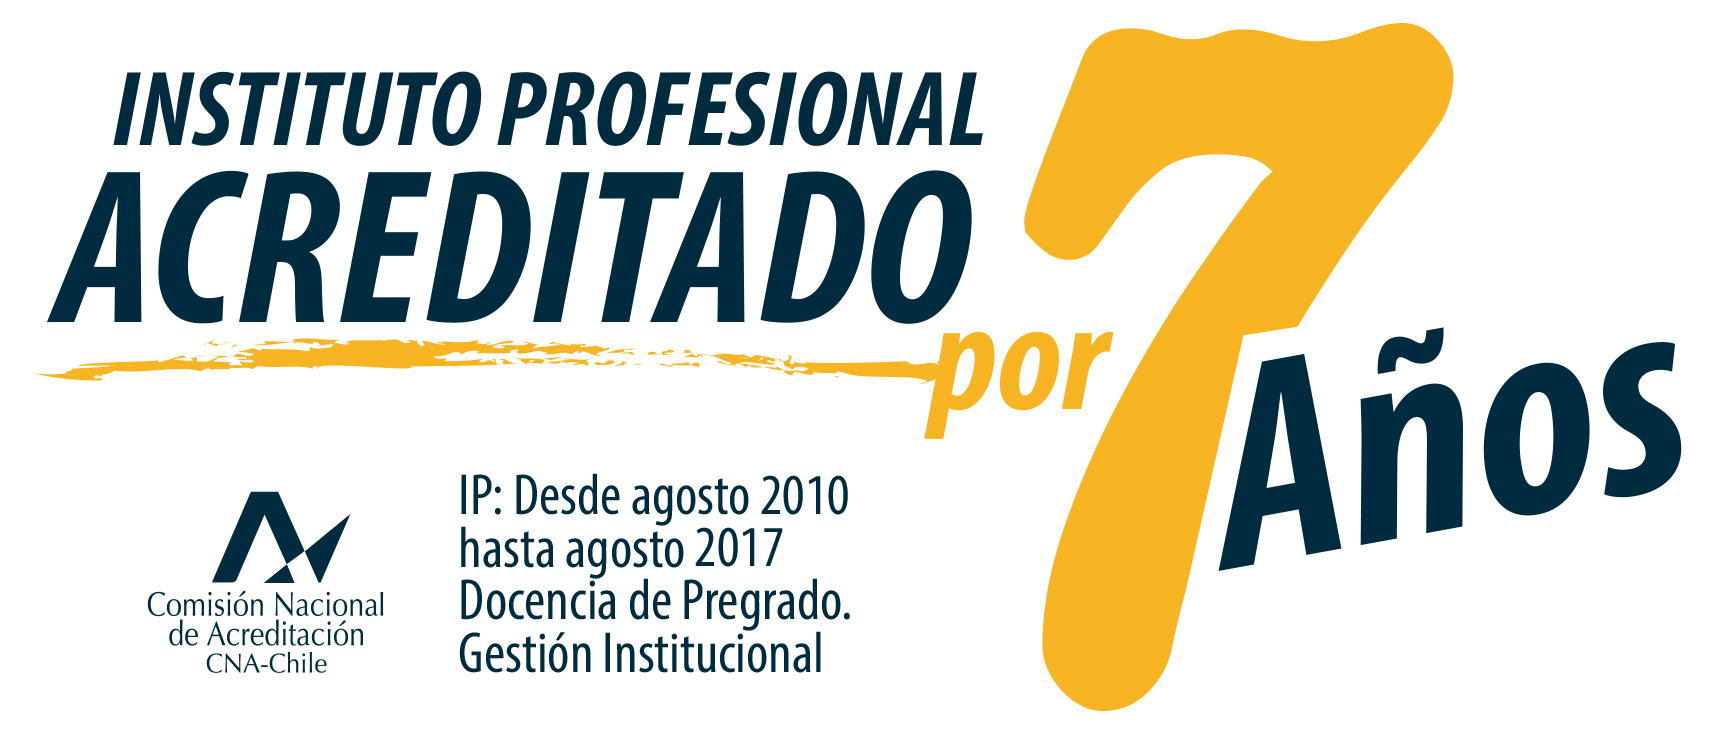 INSTITUTO PROFESIONAL
ACREDITADO
por 7 Años
IP: Desde agosto 2010
hasta agosto 2017
Docencia de Pregrado.
Gestión Institucional
Comisión Nacional
de Acreditación
CNA-Chile